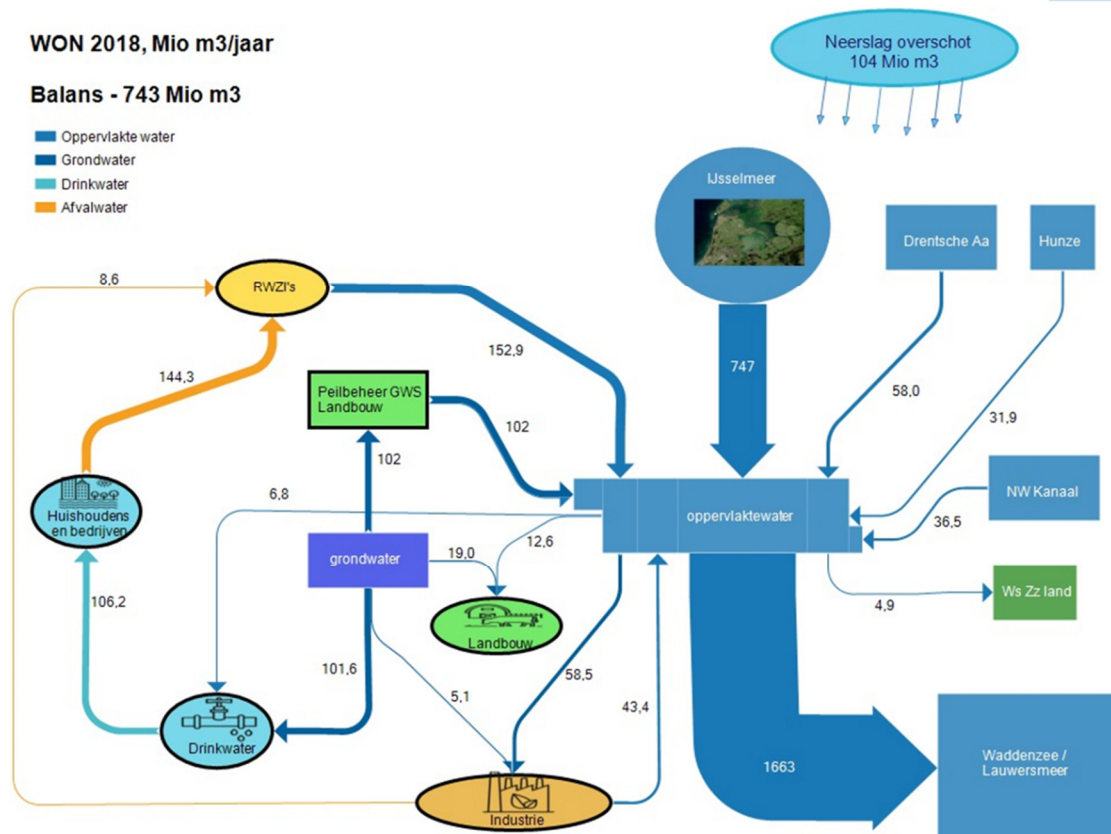 WON 2018, Mio m3/jaar
Balans - 743 Mio m3
Oppervlakte water
Grondwater
Drinkwater
Afvalwater
Neerslag overschot
104 Mio m3
IJsselmeer
Drentsche Aa
Hunze
8,6
RWZI's
152,9
747
58,0
31,9
144,3
Peilbeheer GWS
Landbouw
102
102
6,8
Huishoudens
en bedrijven
oppervlaktewater
NW Kanaal
36,5
grondwater
19,0
12,6
106,2
4,9
Ws Zz land
Landbouw
101,6
5,1
58,5
43,4
Drinkwater
1663
Waddenzee /
Lauwersmeer
Industrie